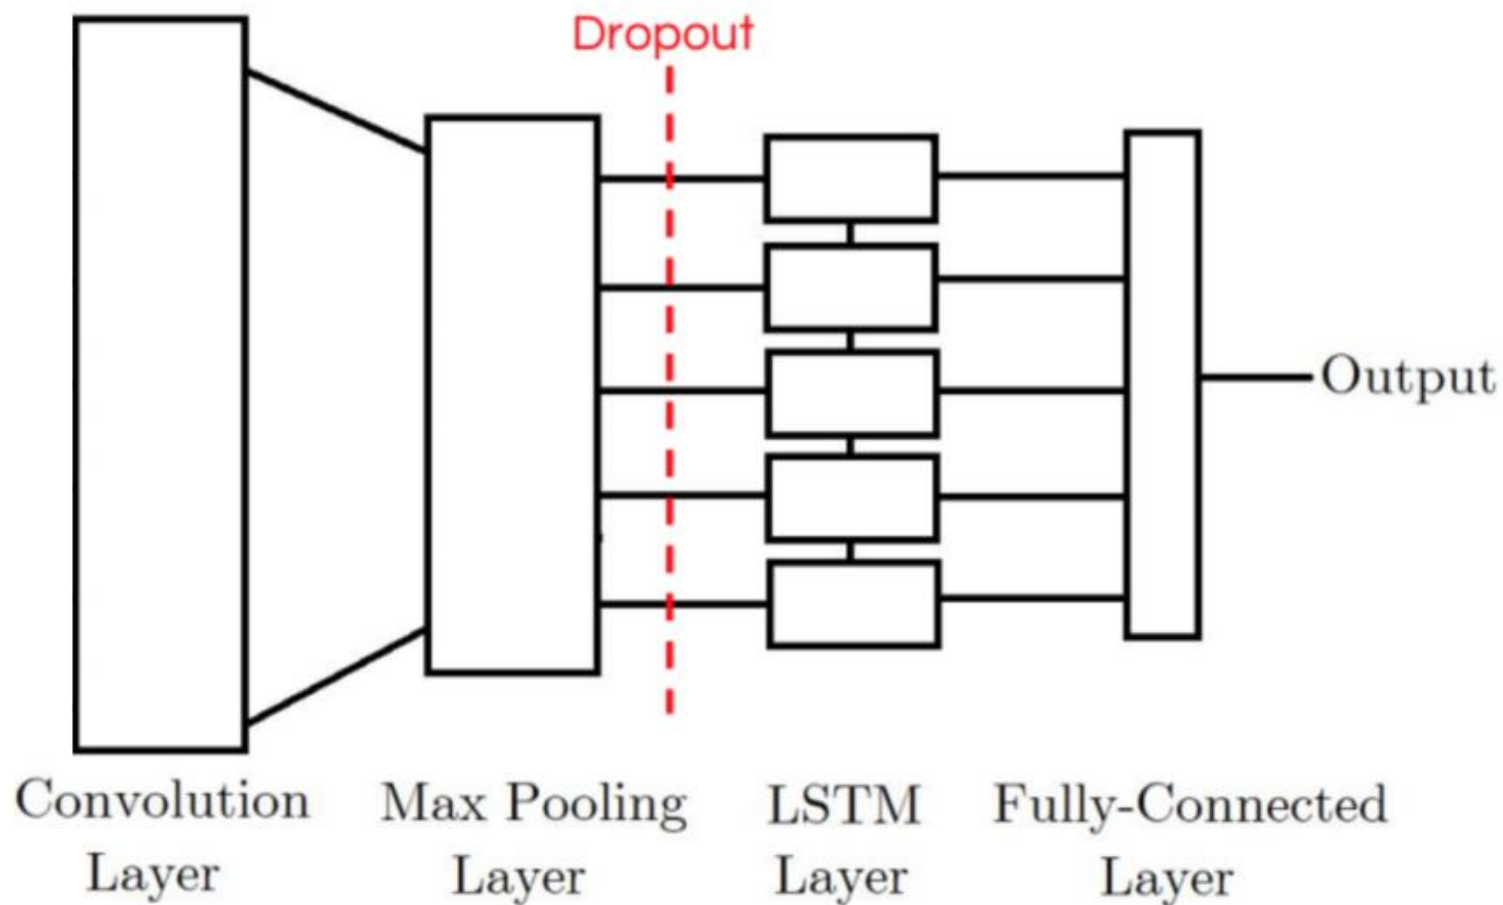 Dropout
Output
Convolution
Layer
Max Pooling
Layer
LSTM
Layer
Fully-Connected
Layer